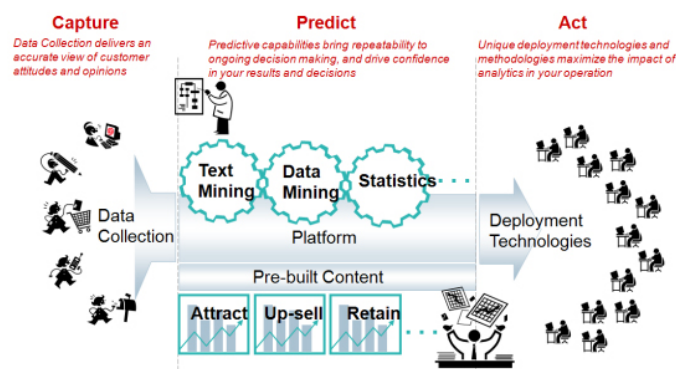 Capture
Data Collection delivers an
accurate view of customer
attitudes and opinions
Predict
Predictive capabilities bring repeatability to
ongoing decision making, and drive confidence
in your results and decisions
Act
Unique deployment technologies and
methodologies maximize the impact of
analytics in your operation
Text
Mining
Data
Mining
Statistics
Data
Collection
Platform
Deployment
Technologies
Pre-built Content
Attract
Up-sell
Retain